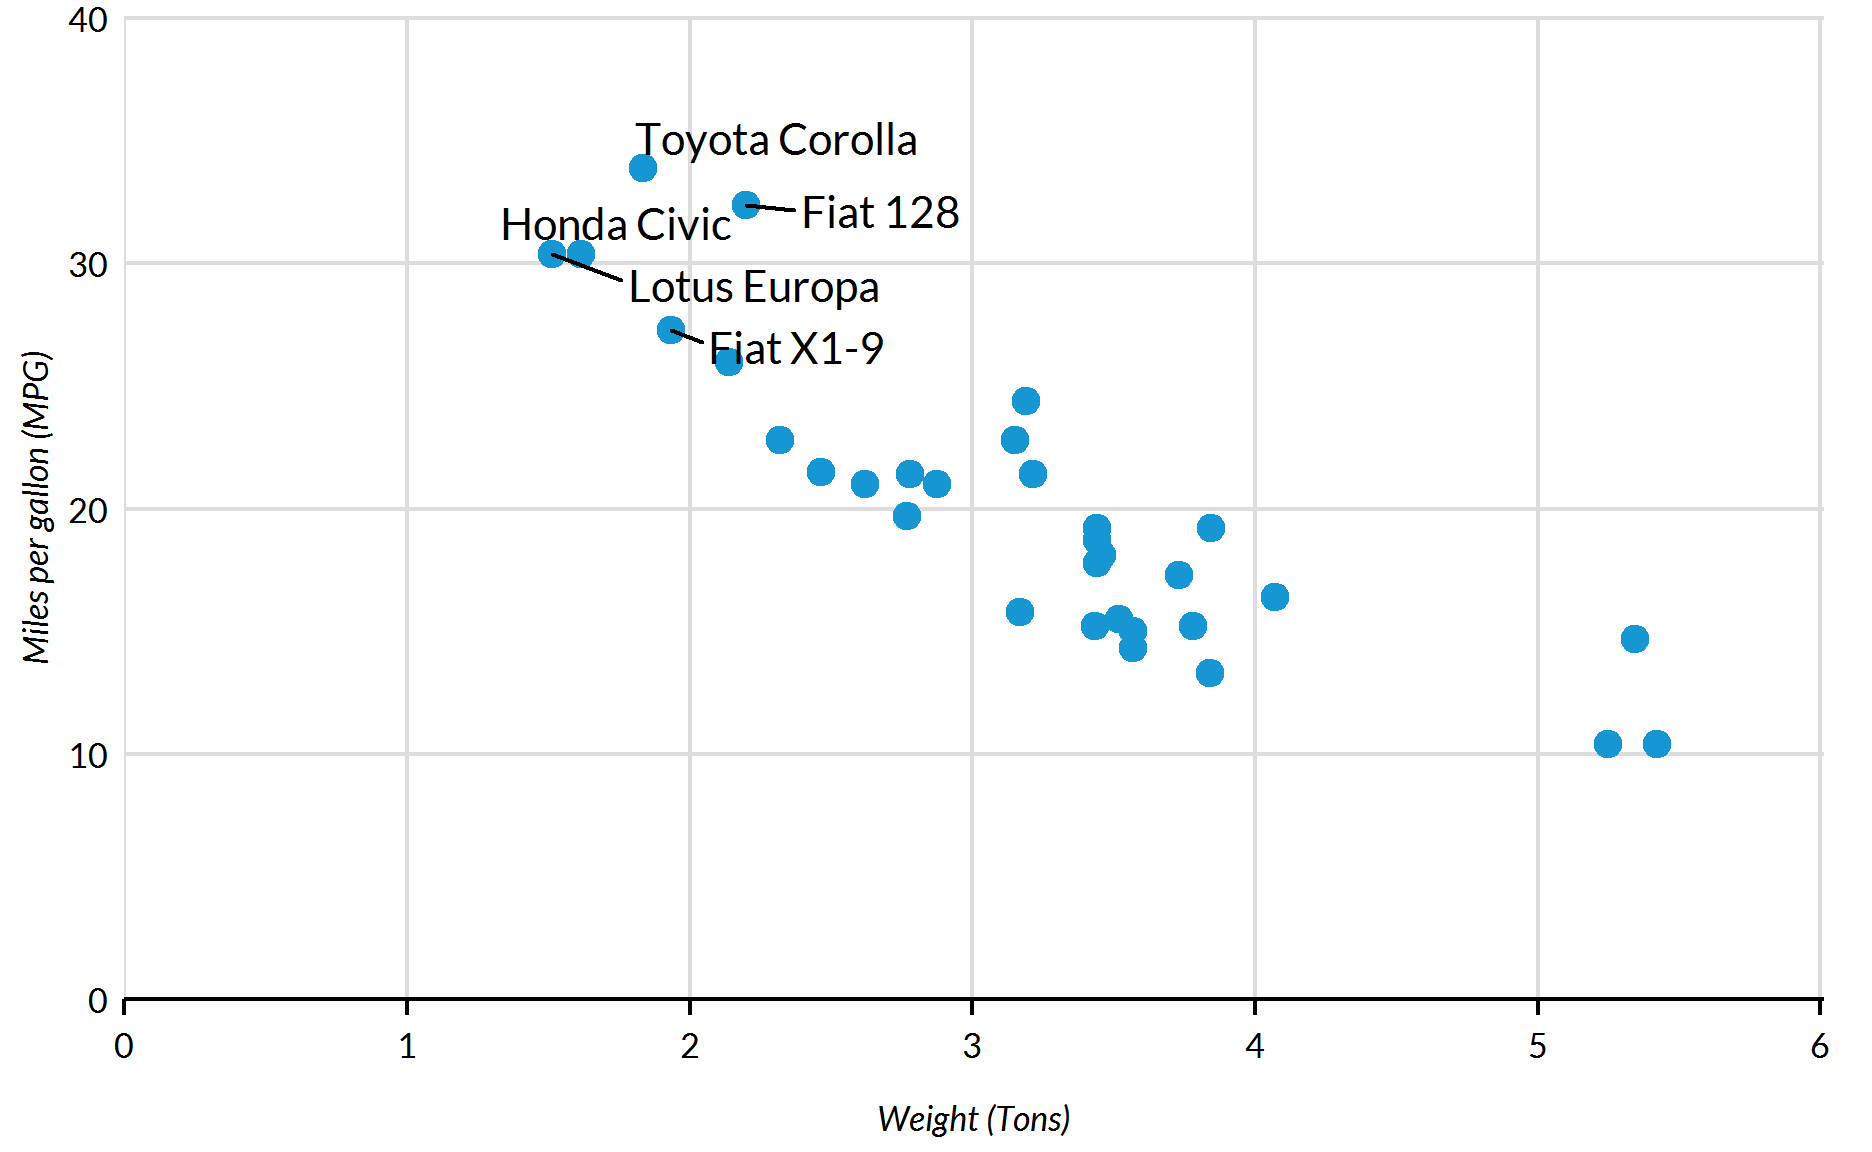 40
Toyota Corolla
Fiat 128
Honda Civic
30
Lotus Europa
Fiat X1-9
Miles per gallon (MPG)
20
10
0
0 1 2 3 4 5 6
Weight (Tons)